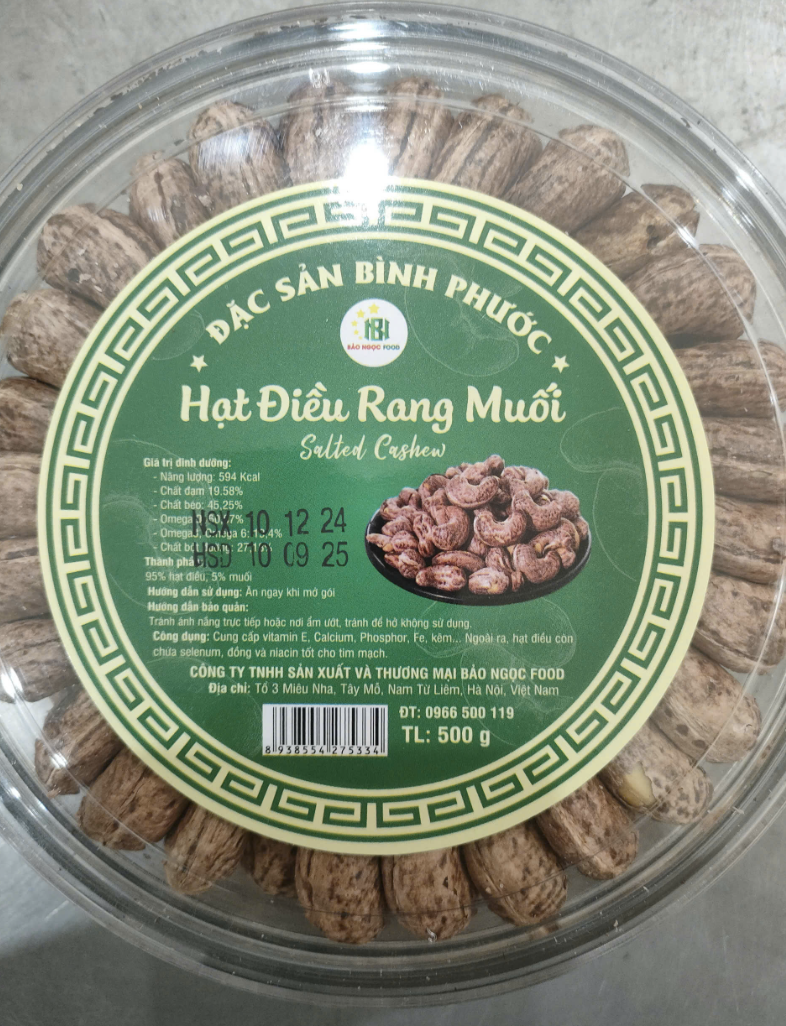 ĐẶC SẢN BÌNH PHƯỚC
BẢO NGỌC FOOD
Hạt Điều Rang Muối
Salted Cashew
Giá trị dinh dưỡng:
- Năng lượng: 594 Kcal
- Chất đạm 19.58%
- Chất béo: 45,25%
- Omega
NSX 10 12 24
- Chất béo
HSD 10 09 25
Thành phần
95% hạt điều, 5% muối
Hướng dẫn sử dụng: Ăn ngay khi mở gói
Hướng dẫn bảo quản:
Tránh ánh nắng trực tiếp hoặc nơi ẩm ướt, tránh để hở không sử dụng.
Công dụng: Cung cấp vitamin E, Calcium, Phosphor, Fe, kẽm... Ngoài ra, hạt điều còn
chứa selenum, đồng và niacin tốt cho tim mạch.
CÔNG TY TNHH SẢN XUẤT VÀ THƯƠNG MẠI BẢO NGỌC FOOD
Địa chỉ: Tổ 3 Miêu Nha, Tây Mỗ, Nam Từ Liêm, Hà Nội, Việt Nam
ĐT: 0966 500 119
TL: 500 g
8 938554 275334